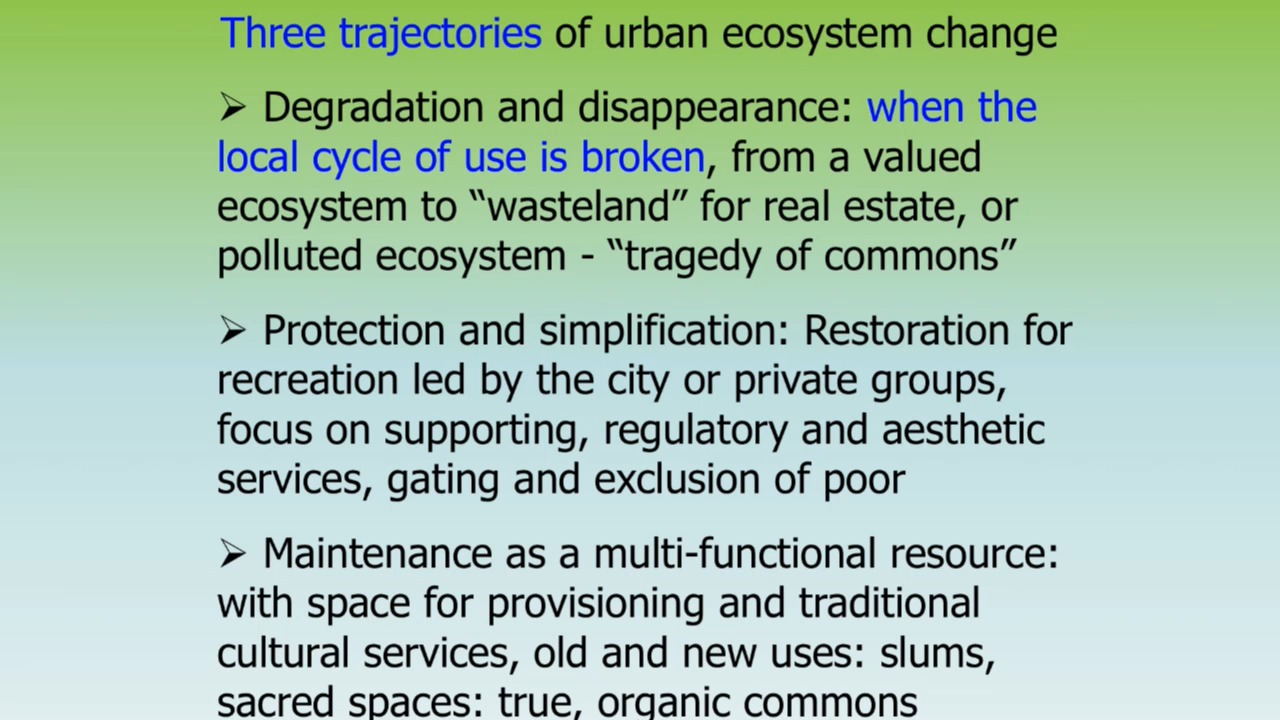 Three trajectories of urban ecosystem change
➢ Degradation and disappearance: when the
local cycle of use is broken, from a valued
ecosystem to “wasteland” for real estate, or
polluted ecosystem - “tragedy of commons”
➢ Protection and simplification: Restoration for
recreation led by the city or private groups,
focus on supporting, regulatory and aesthetic
services, gating and exclusion of poor
➢ Maintenance as a multi-functional resource:
with space for provisioning and traditional
cultural services, old and new uses: slums,
sacred spaces: true, organic commons